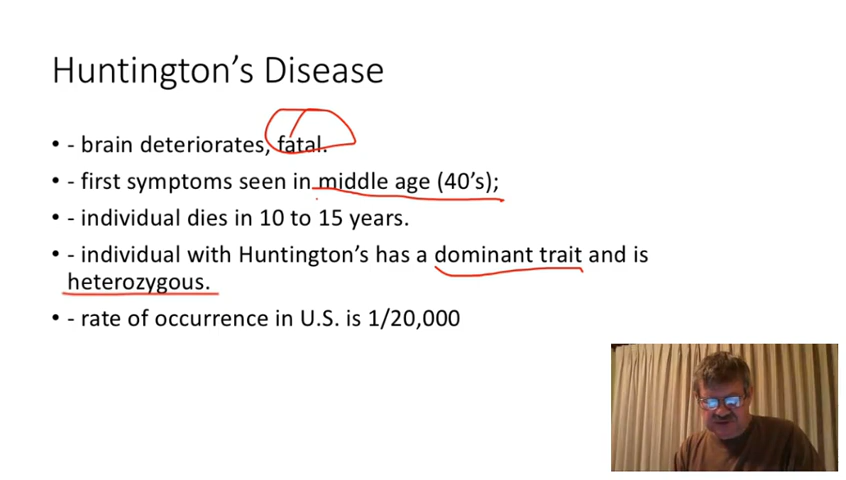 Huntington’s Disease
• - brain deteriorates, fatal.
• - first symptoms seen in middle age (40’s);
• - individual dies in 10 to 15 years.
• - individual with Huntington’s has a dominant trait and is
heterozygous.
• - rate of occurrence in U.S. is 1/20,000